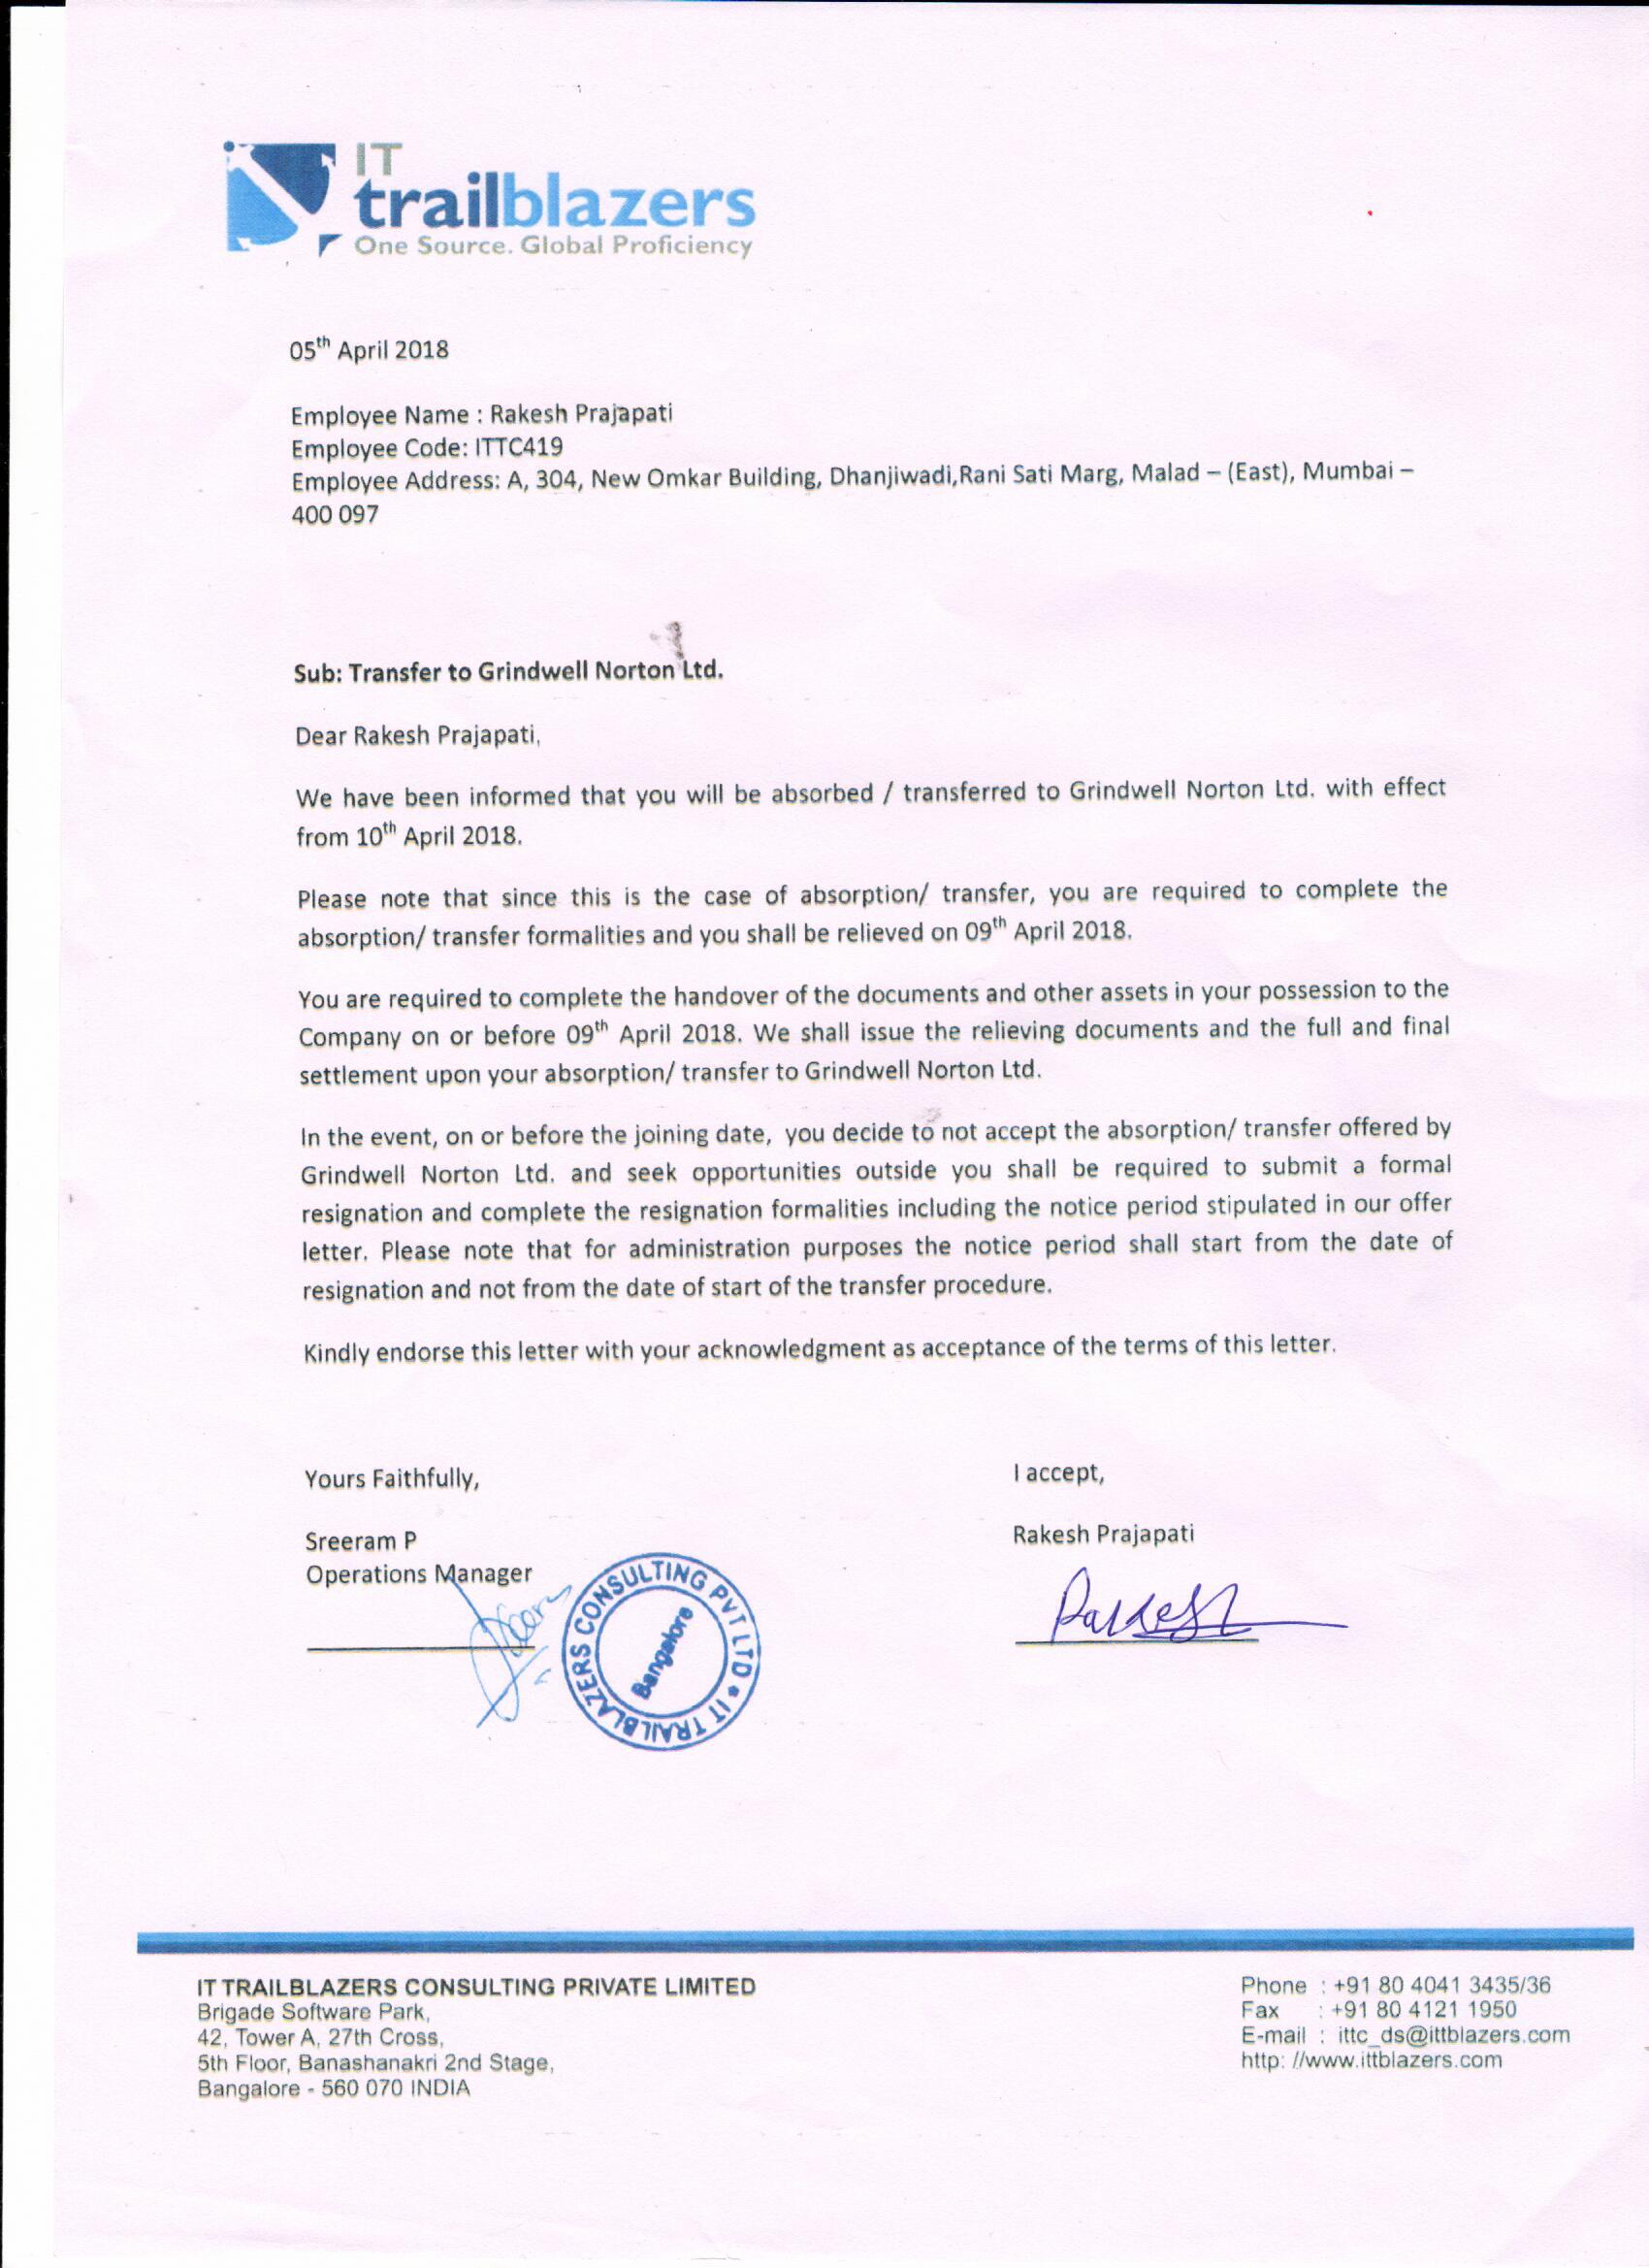 IT
trailblazers
One Source. Global Proficiency
05th April 2018
Employee Name : Rakesh Prajapati
Employee Code: ITTC419
Employee Address: A, 304, New Omkar Building, Dhanjiwadi,Rani Sati Marg, Malad – (East), Mumbai –
400 097
Sub: Transfer to Grindwell Norton Ltd.
Dear Rakesh Prajapati,
We have been informed that you will be absorbed / transferred to Grindwell Norton Ltd. with effect
from 10th April 2018.
Please note that since this is the case of absorption/ transfer, you are required to complete the
absorption/ transfer formalities and you shall be relieved on 09th April 2018.
You are required to complete the handover of the documents and other assets in your possession to the
Company on or before 09th April 2018. We shall issue the relieving documents and the full and final
settlement upon your absorption/ transfer to Grindwell Norton Ltd.
In the event, on or before the joining date, you decide to not accept the absorption/ transfer offered by
Grindwell Norton Ltd. and seek opportunities outside you shall be required to submit a formal
resignation and complete the resignation formalities including the notice period stipulated in our offer
letter. Please note that for administration purposes the notice period shall start from the date of
resignation and not from the date of start of the transfer procedure.
Kindly endorse this letter with your acknowledgment as acceptance of the terms of this letter.
Yours Faithfully,
I accept,
Sreeram P
Rakesh Prajapati
Operations Manager
IT TRAILBLAZERS CONSULTING PVT LTD
Bangalore
Rakesh
IT TRAILBLAZERS CONSULTING PRIVATE LIMITED
Brigade Software Park,
42, Tower A, 27th Cross,
5th Floor, Banashanakri 2nd Stage,
Bangalore - 560 070 INDIA
Phone : +91 80 4041 3435/36
Fax : +91 80 4121 1950
E-mail : ittc_ds@ittblazers.com
http: //www.ittblazers.com